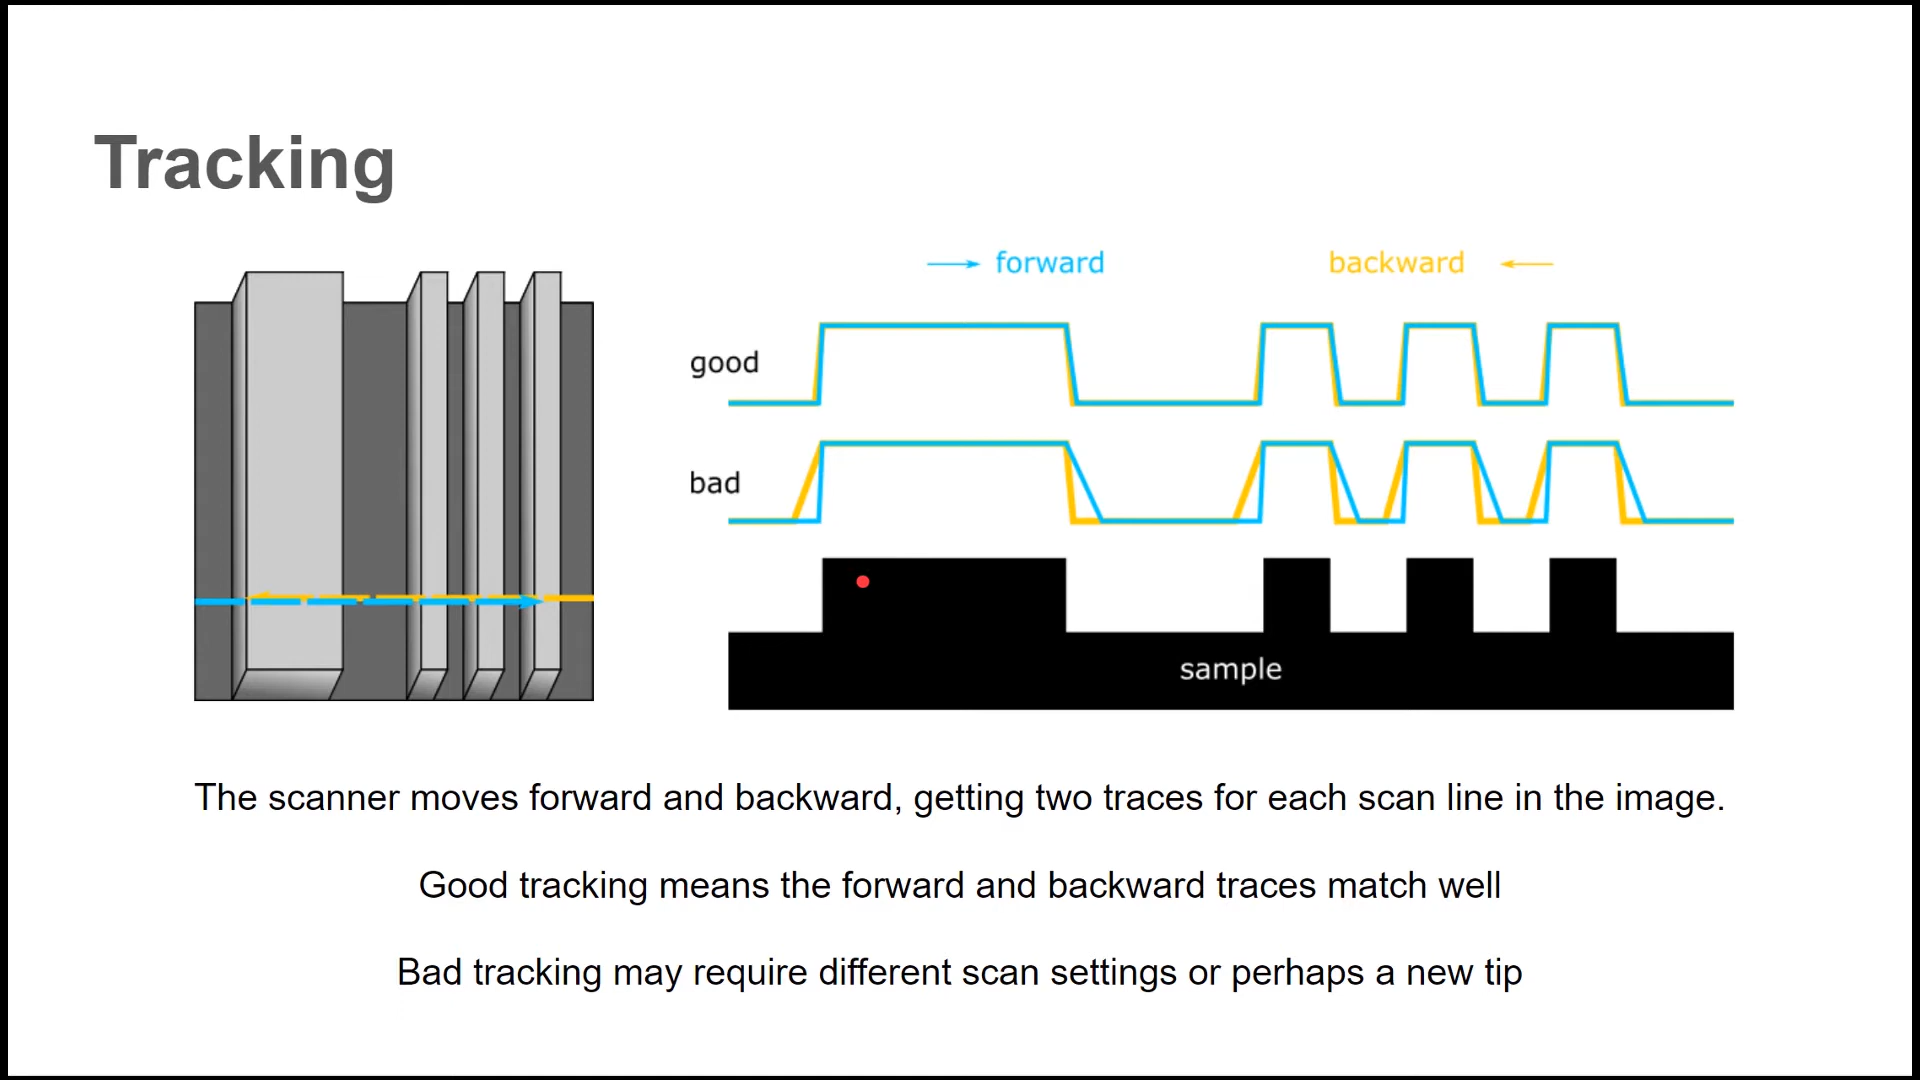 Tracking
forward
backward
good
bad
sample
The scanner moves forward and backward, getting two traces for each scan line in the image.
Good tracking means the forward and backward traces match well
Bad tracking may require different scan settings or perhaps a new tip